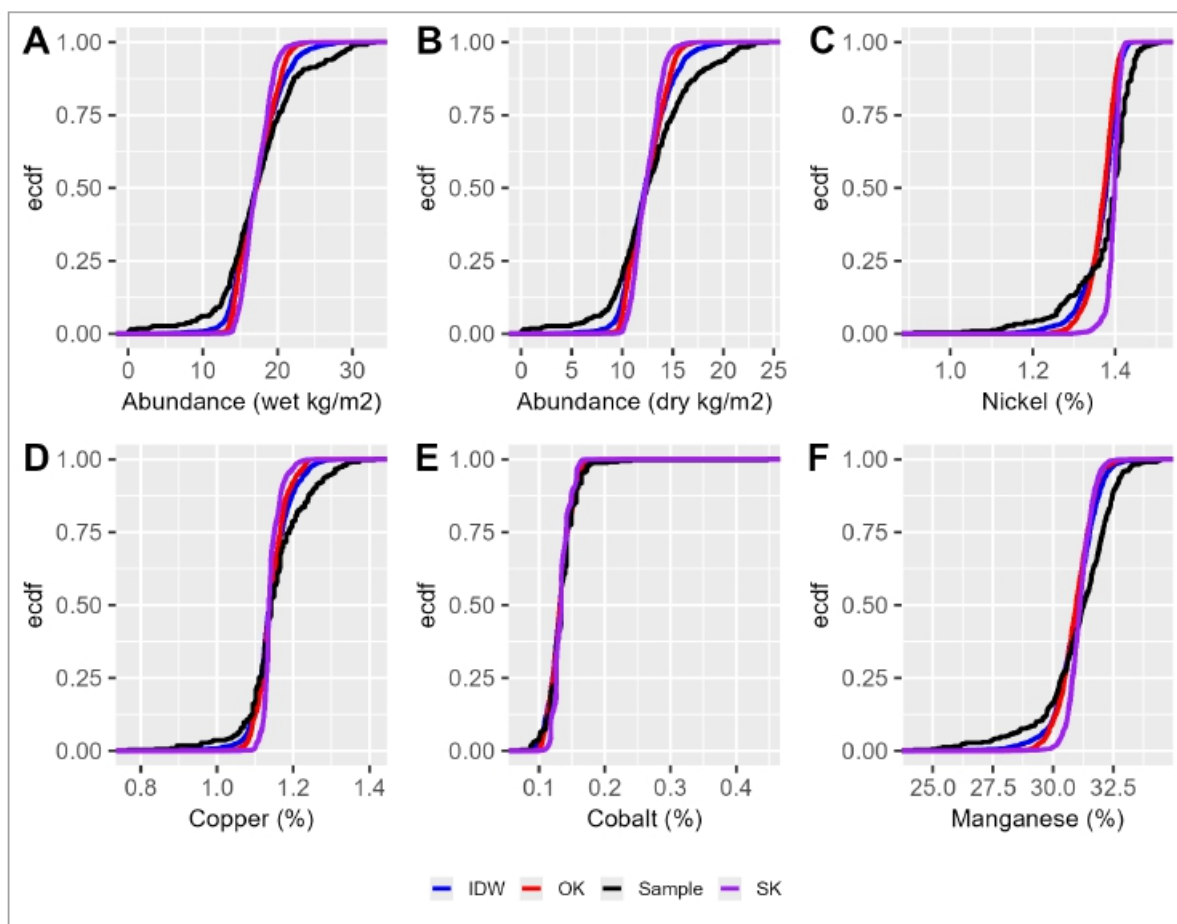 A
B
C
1.00
0.75
0.50
0.25
0.00
ecdf
0 10 20 30
Abundance (wet kg/m2)
1.00
0.75
0.50
0.25
0.00
ecdf
0 5 10 15 20 25
Abundance (dry kg/m2)
1.00
0.75
0.50
0.25
0.00
ecdf
1.0 1.2 1.4
Nickel (%)
D
E
F
1.00
0.75
0.50
0.25
0.00
ecdf
0.8 1.0 1.2 1.4
Copper (%)
1.00
0.75
0.50
0.25
0.00
ecdf
0.1 0.2 0.3 0.4
Cobalt (%)
1.00
0.75
0.50
0.25
0.00
ecdf
25.0 27.5 30.0 32.5
Manganese (%)
IDW OK Sample SK